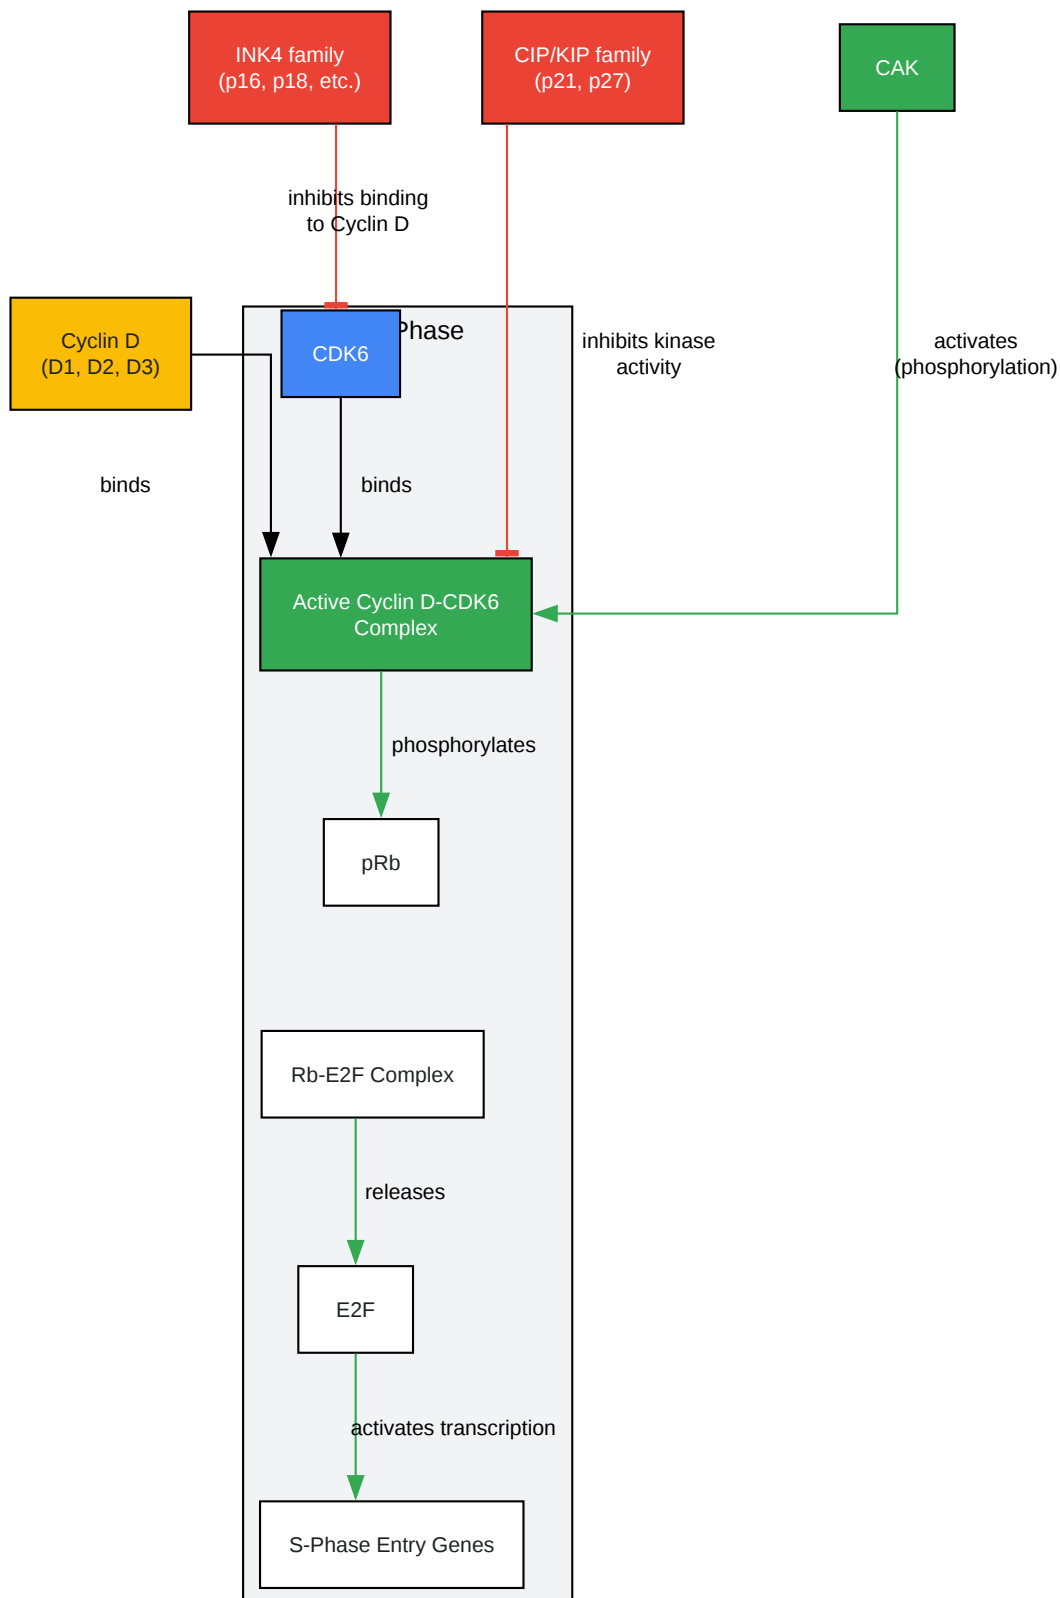 INK4 family
(p16, p18, etc.)
CIP/KIP family
(p21, p27)
CAK
inhibits binding
to Cyclin D
Cyclin D
(D1, D2, D3)
CDK6
Phase
inhibits kinase
activity
activates
(phosphorylation)
binds
binds
Active Cyclin D-CDK6
Complex
phosphorylates
pRb
Rb-E2F Complex
releases
E2F
activates transcription
S-Phase Entry Genes